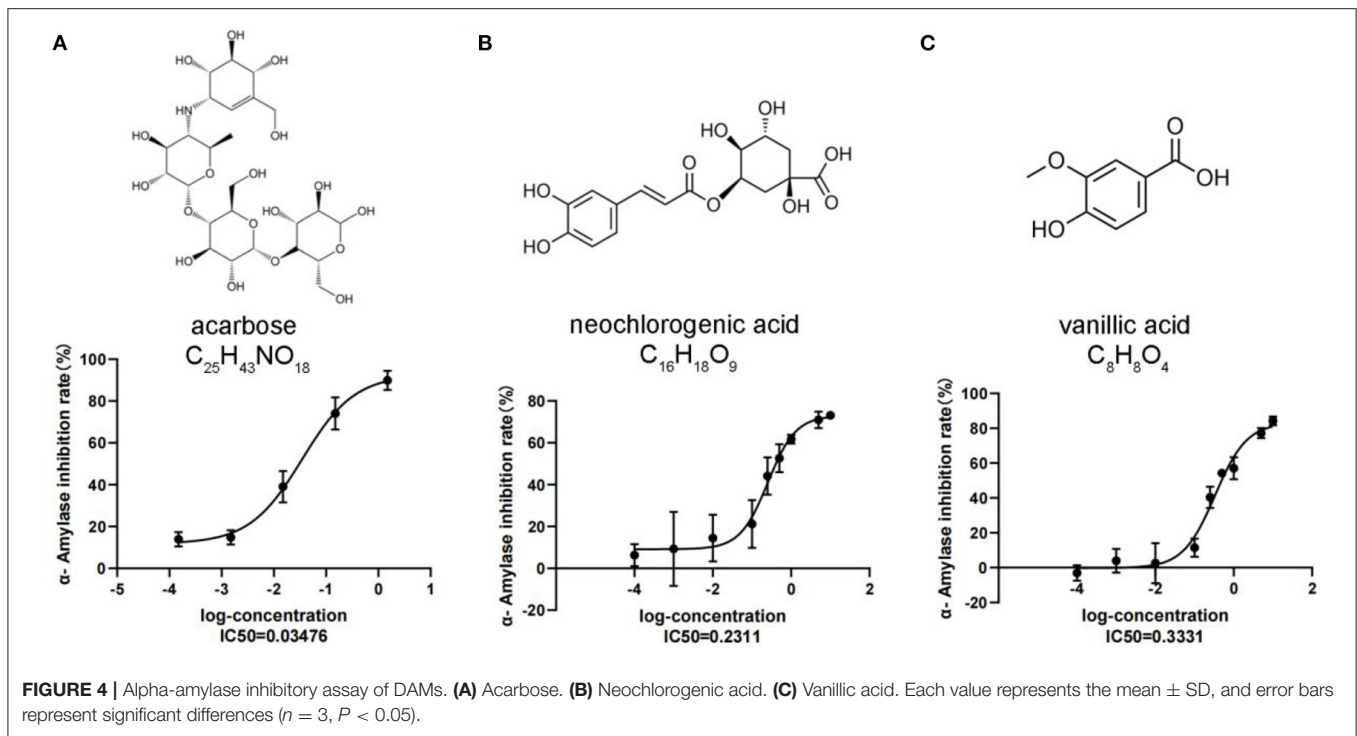 A
OH
HO
OH
HO
HN
HO
OH
O
HO
OH
O
OH
HO
OH
O
HO
OH
O
O
OH
OH
acarbose
C25H43NO18
α- Amylase inhibition rate(%)
100
80
60
40
20
0
-5 -4 -3 -2 -1 0 1
log-concentration
IC50=0.03476
B
OH
HO
O
OH
HO
O
OH
O
HO
neochlorogenic acid
C16H18O9
α- Amylase inhibition rate(%)
80
60
40
20
0
-20
-4 -2 0 2
log-concentration
IC50=0.2311
C
O
O
OH
HO
vanillic acid
C8H8O4
α- Amylase inhibition rate(%)
100
80
60
40
20
0
-20
-4 -2 0 2
log-concentration
IC50=0.3331
FIGURE 4 | Alpha-amylase inhibitory assay of DAMs. (A) Acarbose. (B) Neochlorogenic acid. (C) Vanillic acid. Each value represents the mean ± SD, and error bars
represent significant differences (n = 3, P < 0.05).